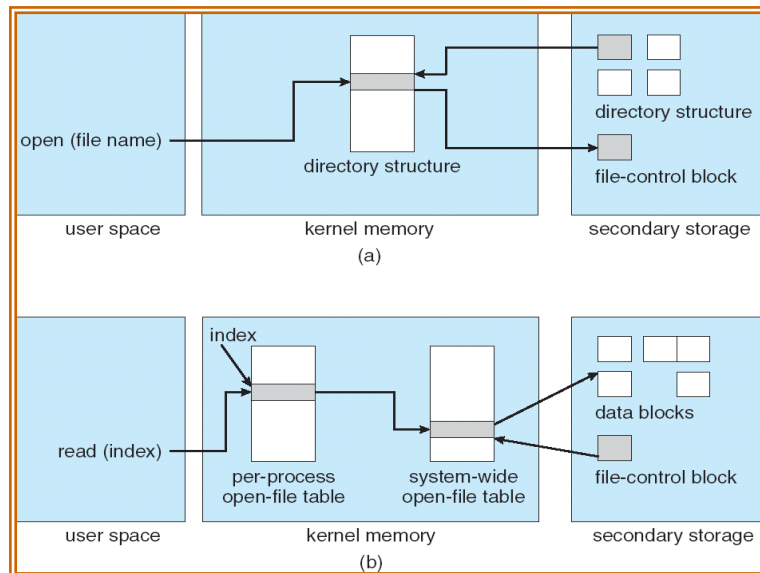 open (file name)
directory structure
directory structure
file-control block
user space
kernel memory
secondary storage
(a)
index
read (index)
per-process
open-file table
system-wide
open-file table
data blocks
file-control block
user space
kernel memory
secondary storage
(b)